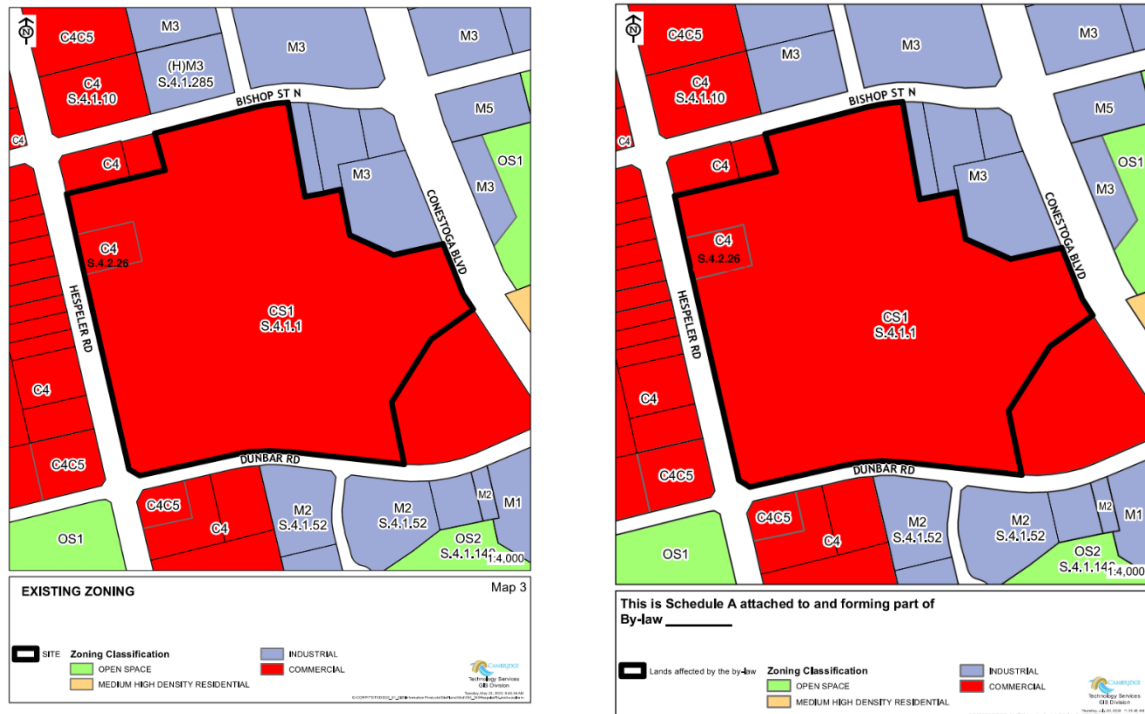 C4C5
M3
M3
M3
C4
S.4.1.10
(H)M3
S.4.1.285
BISHOP ST N
M5
C4
C4
OS1
M3
M3
CONESTOGA BLVD
C4
S.4.2.26
HESPELER RD
CS1
S.4.1.1
C4
DUNBAR RD
C4C5
C4C5
C4
M2
S.4.1.52
M2
S.4.1.52
M2
M1
OS1
OS2
1:4,000
EXISTING ZONING
Map 3
SITE
Zoning Classification
OPEN SPACE
MEDIUM HIGH DENSITY RESIDENTIAL
INDUSTRIAL
COMMERCIAL
CAMBRIDGE
Technology Services
GIS Division
C4C5
M3
M3
M3
C4
S.4.1.10
BISHOP ST N
M5
C4
C4
OS1
M3
M3
CONESTOGA BLVD
C4
S.4.2.26
HESPELER RD
CS1
S.4.1.1
C4
DUNBAR RD
C4C5
C4C5
C4
M2
S.4.1.52
M2
S.4.1.52
M2
M1
OS1
OS2
1:4,000
This is Schedule A attached to and forming part of
By-law ________
Lands affected by the by-law
Zoning Classification
OPEN SPACE
MEDIUM HIGH DENSITY RESIDENTIAL
INDUSTRIAL
COMMERCIAL
CAMBRIDGE
Technology Services
GIS Division